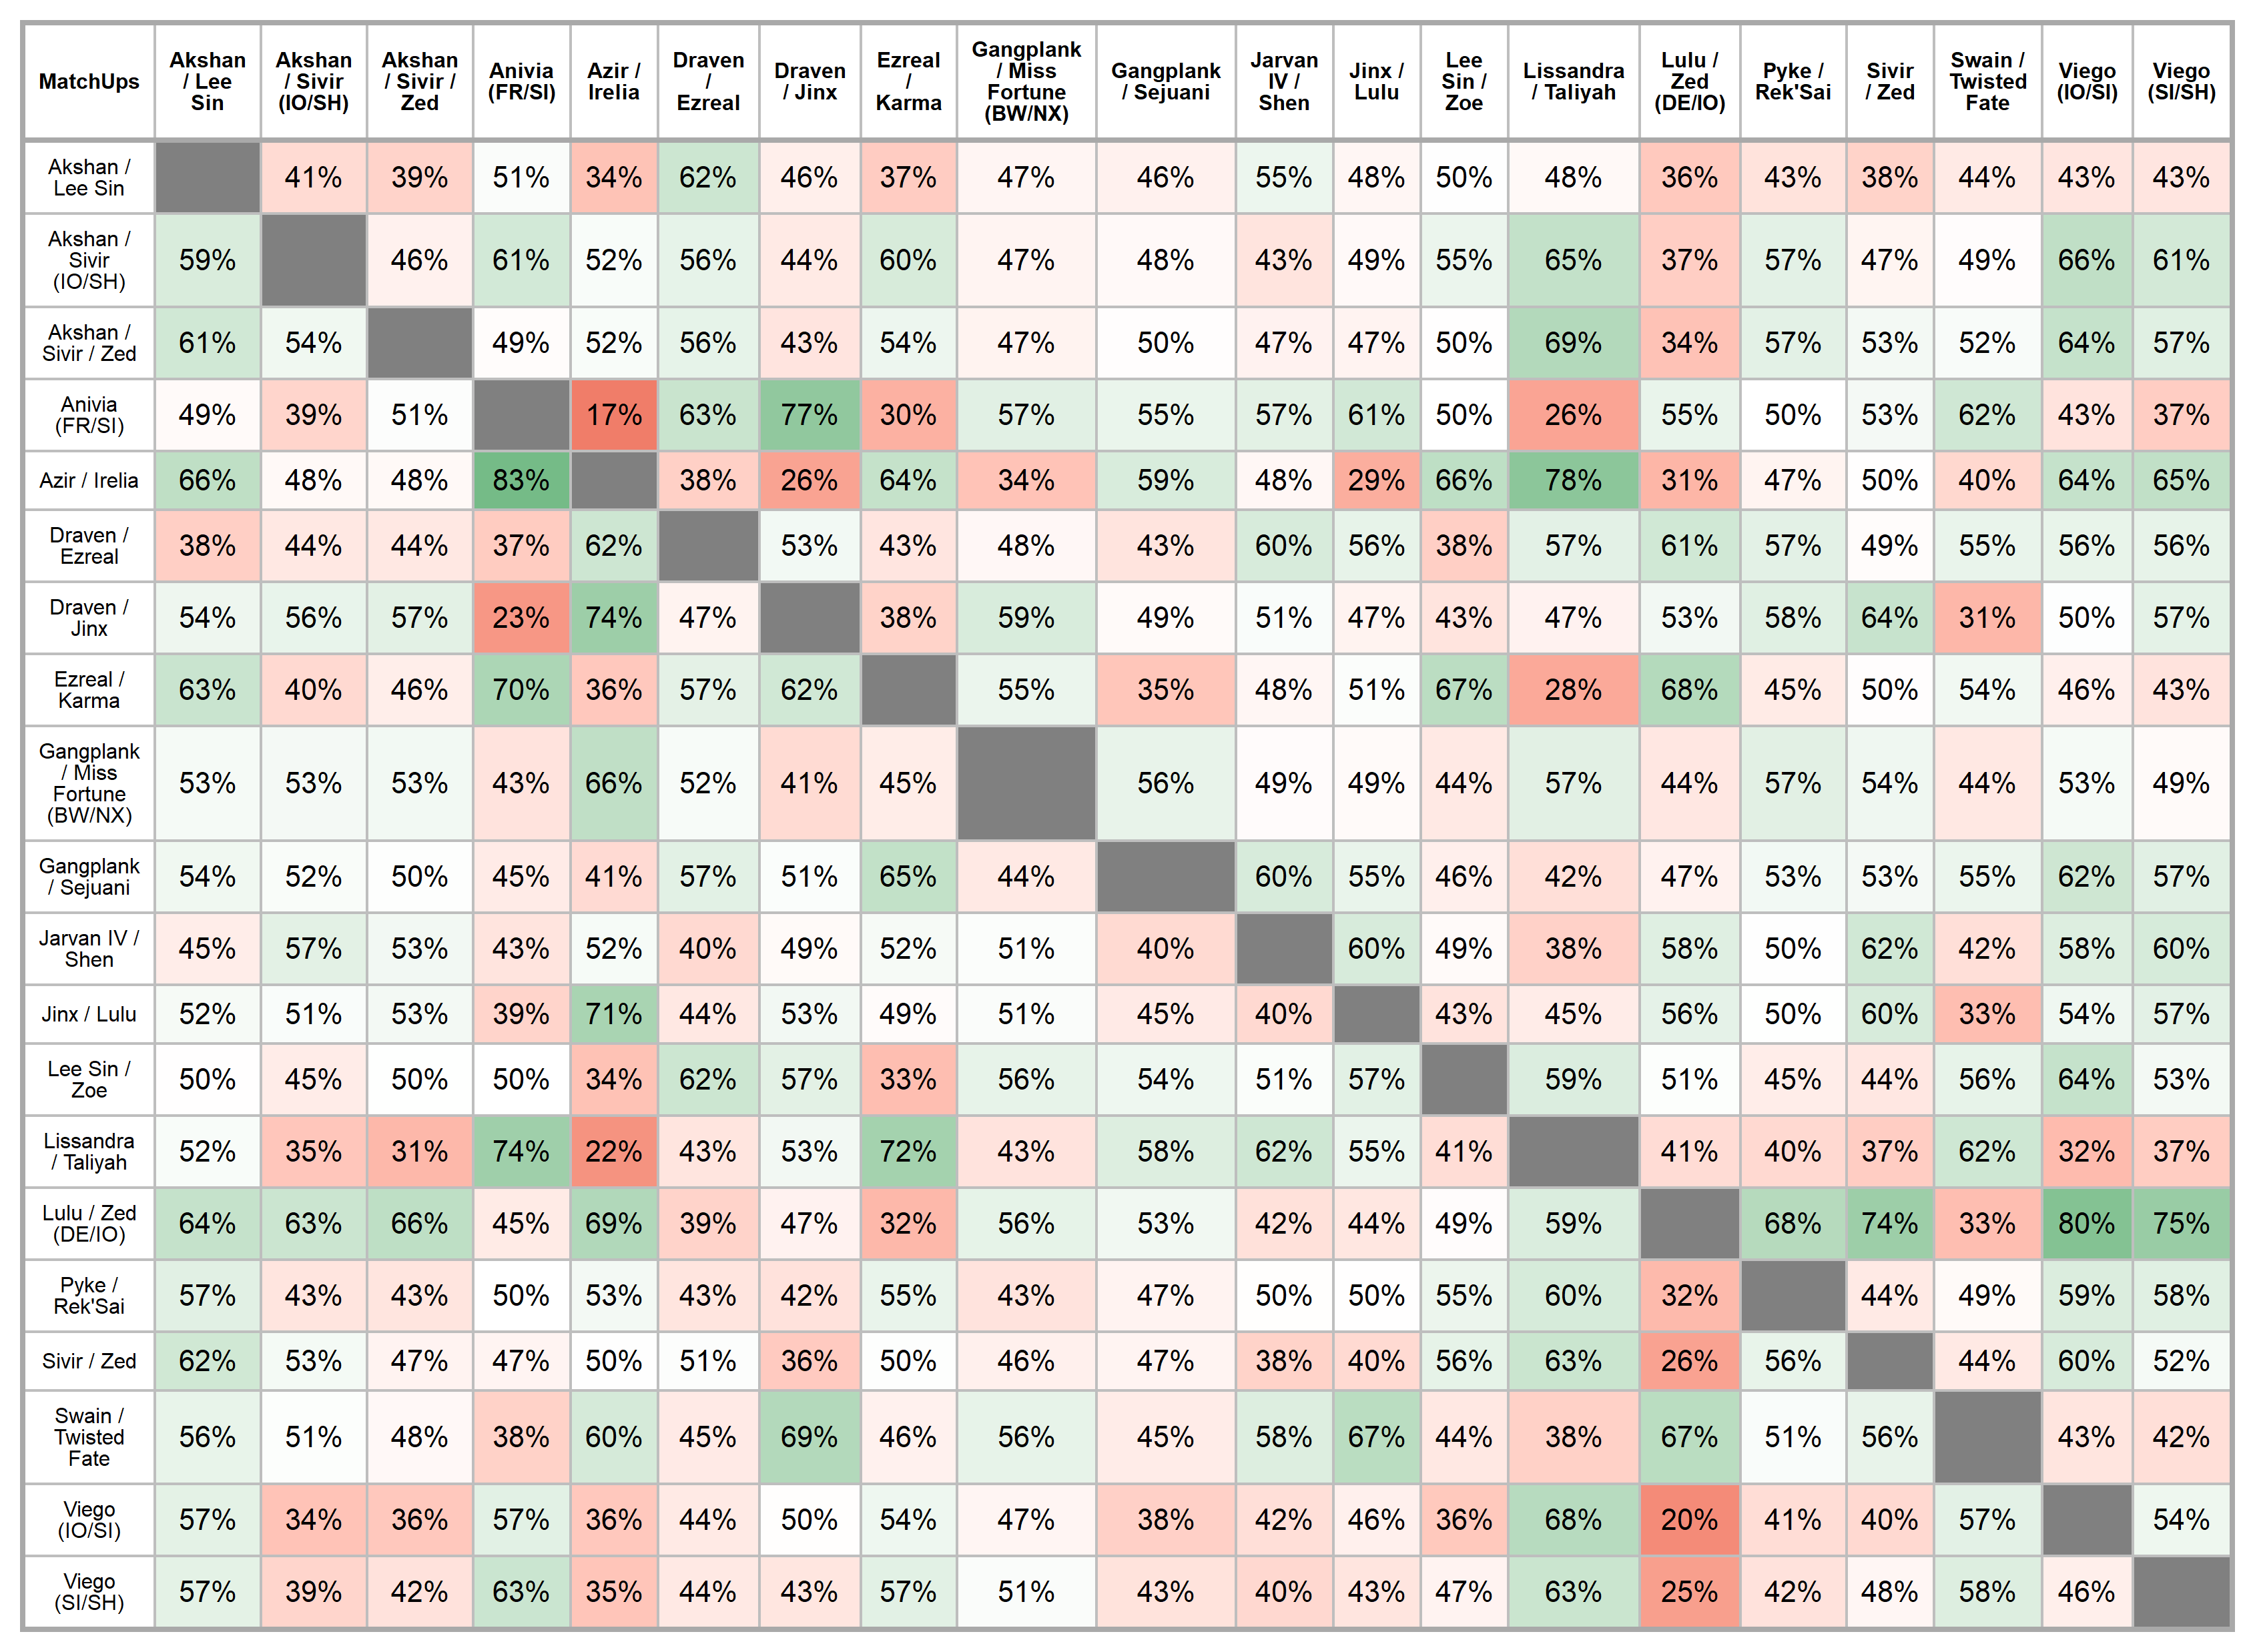 MatchUps Akshan / Lee Sin Akshan / Sivir (IO/SH) Akshan / Sivir / Zed Anivia (FR/SI) Azir / Irelia Draven / Ezreal Draven / Jinx Ezreal / Karma Gangplank / Miss Fortune (BW/NX) Gangplank / Sejuani Jarvan IV / Shen Jinx / Lulu Lee Sin / Zoe Lissandra / Taliyah Lulu / Zed (DE/IO) Pyke / Rek'Sai Sivir / Zed Swain / Twisted Fate Viego (IO/SI) Viego (SI/SH)
Akshan / Lee Sin 41% 39% 51% 34% 62% 46% 37% 47% 46% 55% 48% 50% 48% 36% 43% 38% 44% 43% 43%
Akshan / Sivir (IO/SH) 59% 46% 61% 52% 56% 44% 60% 47% 48% 43% 49% 55% 65% 37% 57% 47% 49% 66% 61%
Akshan / Sivir / Zed 61% 54% 49% 52% 56% 43% 54% 47% 50% 47% 47% 50% 69% 34% 57% 53% 52% 64% 57%
Anivia (FR/SI) 49% 39% 51% 17% 63% 77% 30% 57% 55% 57% 61% 50% 26% 55% 50% 53% 62% 43% 37%
Azir / Irelia 66% 48% 48% 83% 38% 26% 64% 34% 59% 48% 29% 66% 78% 31% 47% 50% 40% 64% 65%
Draven / Ezreal 38% 44% 44% 37% 62% 53% 43% 48% 43% 60% 56% 38% 57% 61% 57% 49% 55% 56% 56%
Draven / Jinx 54% 56% 57% 23% 74% 47% 38% 59% 49% 51% 47% 43% 47% 53% 58% 64% 31% 50% 57%
Ezreal / Karma 63% 40% 46% 70% 36% 57% 62% 55% 35% 48% 51% 67% 28% 68% 45% 50% 54% 46% 43%
Gangplank / Miss Fortune (BW/NX) 53% 53% 53% 43% 66% 52% 41% 45% 56% 49% 49% 44% 57% 44% 57% 54% 44% 53% 49%
Gangplank / Sejuani 54% 52% 50% 45% 41% 57% 51% 65% 44% 60% 55% 46% 42% 47% 53% 53% 55% 62% 57%
Jarvan IV / Shen 45% 57% 53% 43% 52% 40% 49% 52% 51% 40% 60% 49% 38% 58% 50% 62% 42% 58% 60%
Jinx / Lulu 52% 51% 53% 39% 71% 44% 53% 49% 51% 45% 40% 43% 45% 56% 50% 60% 33% 54% 57%
Lee Sin / Zoe 50% 45% 50% 50% 34% 62% 57% 33% 56% 54% 51% 57% 59% 51% 45% 44% 56% 64% 53%
Lissandra / Taliyah 52% 35% 31% 74% 22% 43% 53% 72% 43% 58% 62% 55% 41% 41% 40% 37% 62% 32% 37%
Lulu / Zed (DE/IO) 64% 63% 66% 45% 69% 39% 47% 32% 56% 53% 42% 44% 49% 59% 68% 74% 33% 80% 75%
Pyke / Rek'Sai 57% 43% 43% 50% 53% 43% 42% 55% 43% 47% 50% 50% 55% 60% 32% 44% 49% 59% 58%
Sivir / Zed 62% 53% 47% 47% 50% 51% 36% 50% 46% 47% 38% 40% 56% 63% 26% 56% 44% 60% 52%
Swain / Twisted Fate 56% 51% 48% 38% 60% 45% 69% 46% 56% 45% 58% 67% 44% 38% 67% 51% 56% 43% 42%
Viego (IO/SI) 57% 34% 36% 57% 36% 44% 50% 54% 47% 38% 42% 46% 36% 68% 20% 41% 40% 57% 54%
Viego (SI/SH) 57% 39% 42% 63% 35% 44% 43% 57% 51% 43% 40% 43% 47% 63% 25% 42% 48% 58% 46%